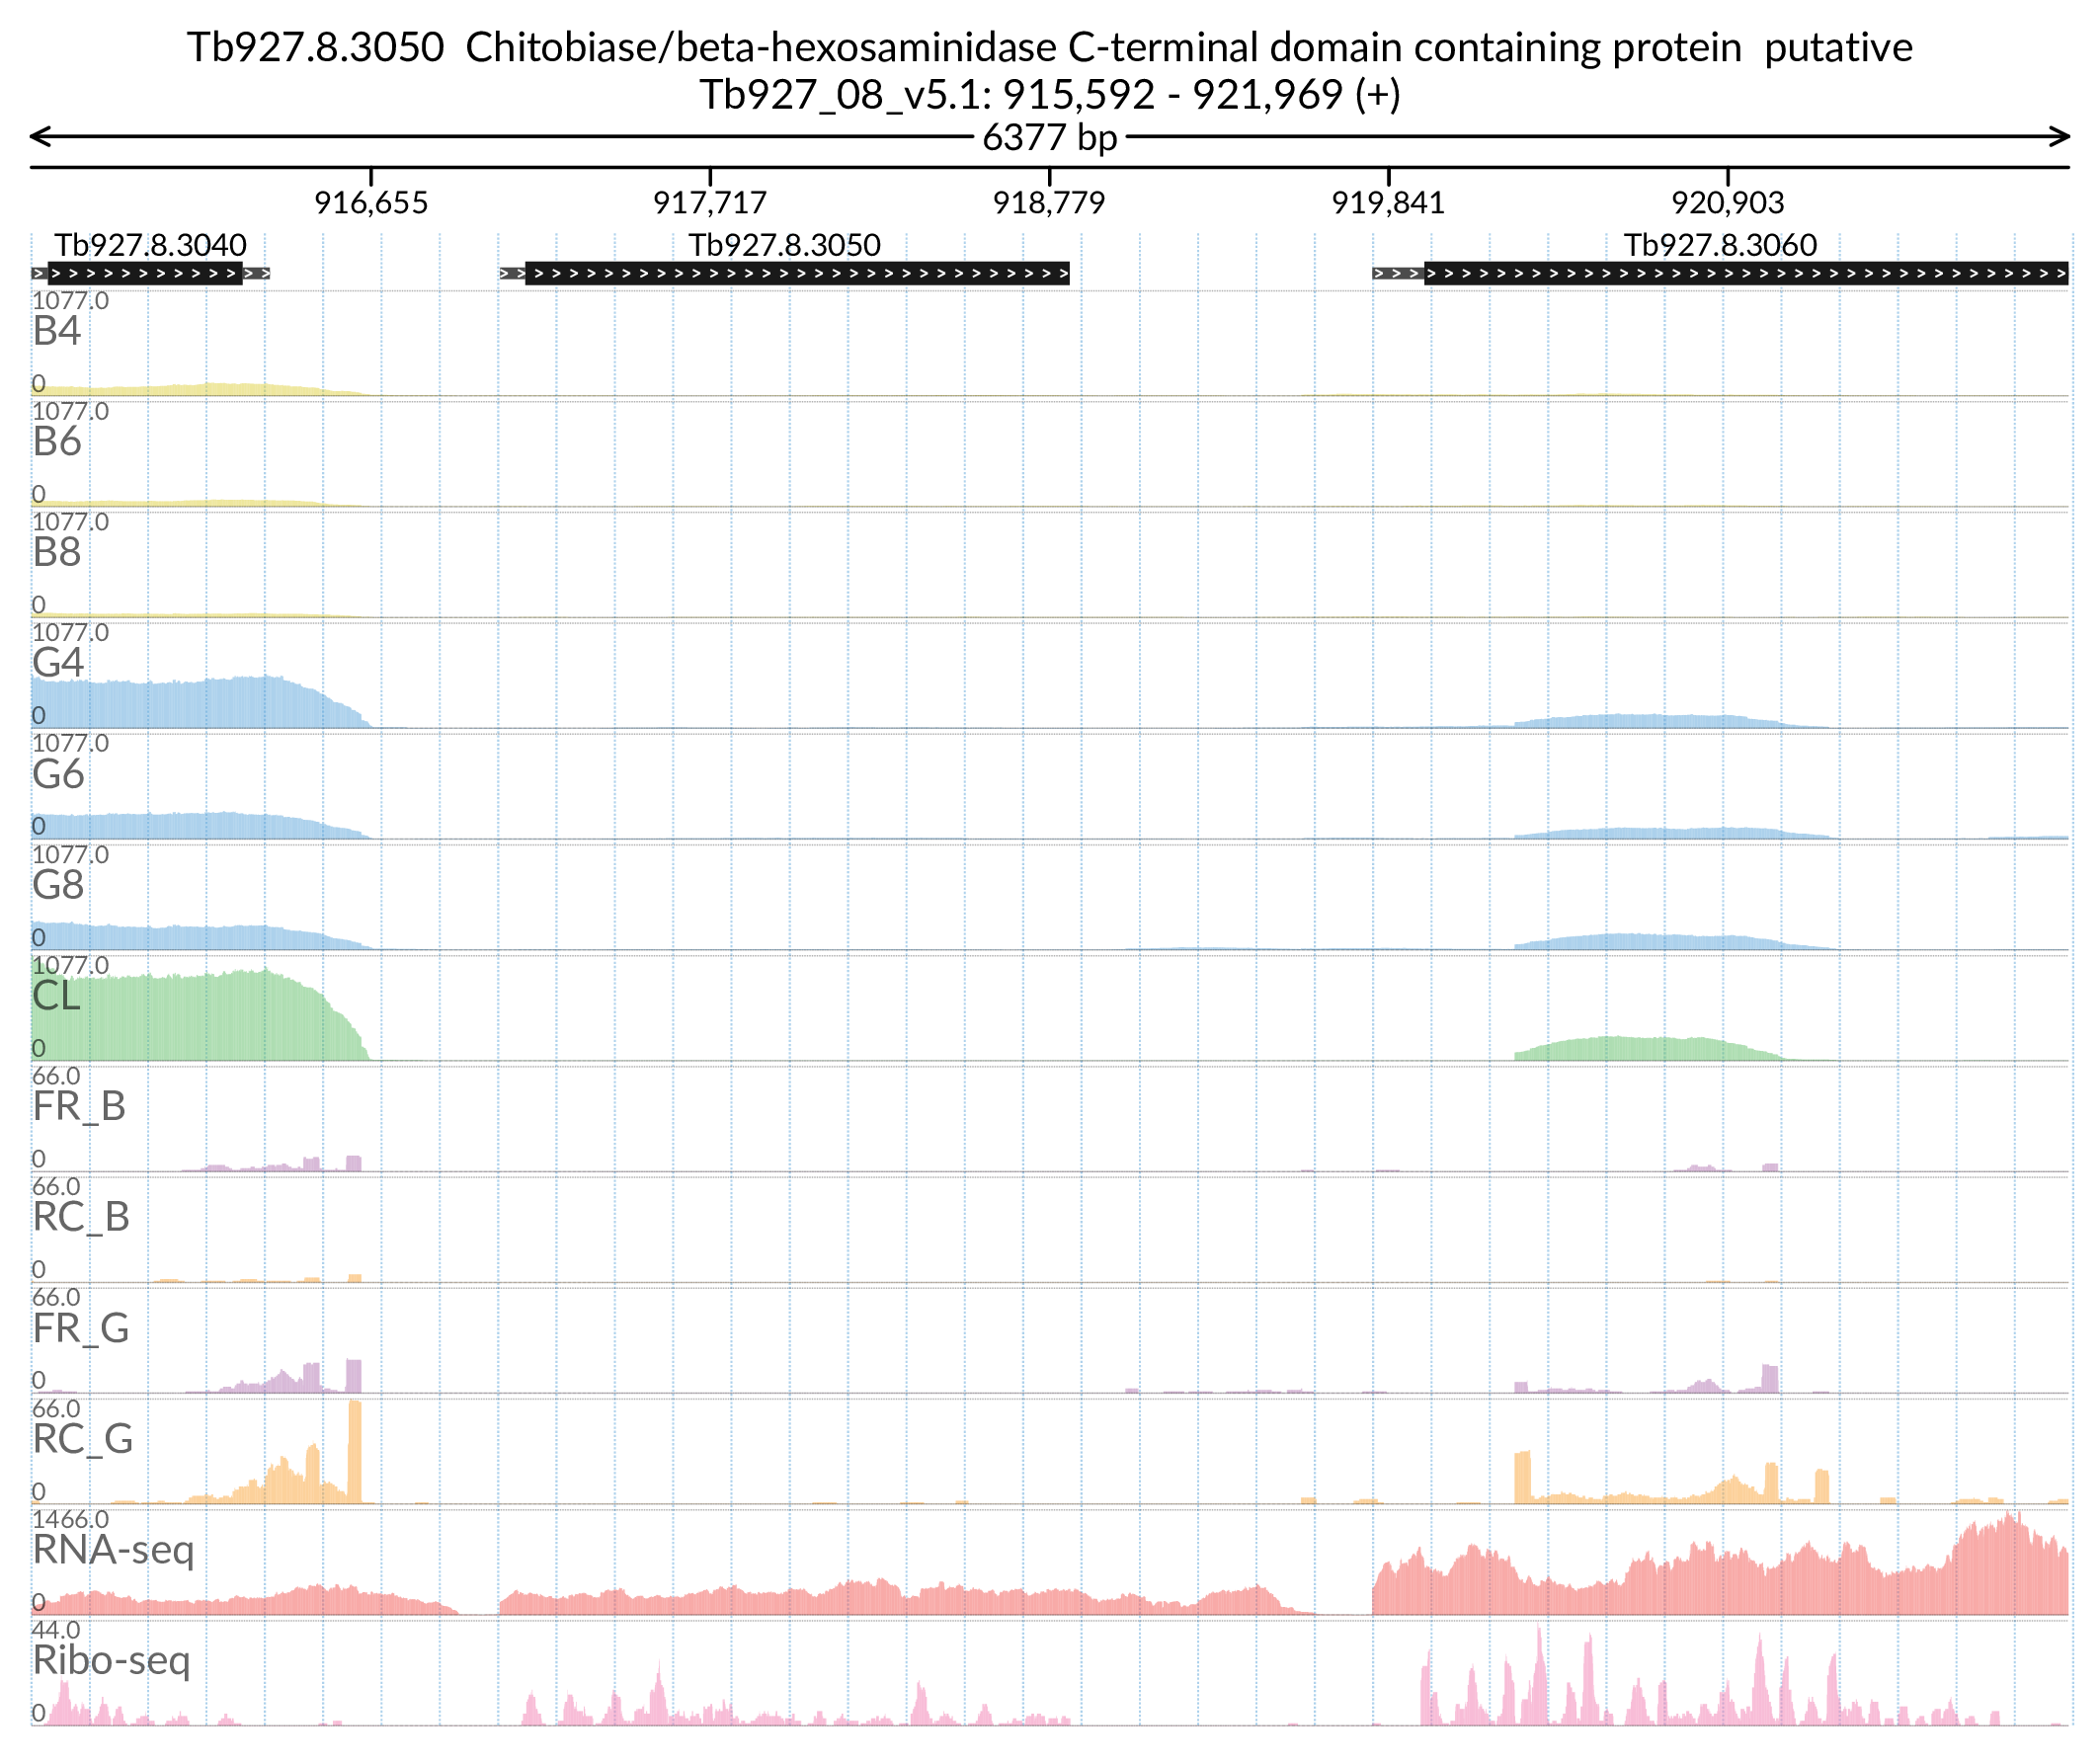 Tb927.8.3050  Chitobiase/beta-hexosaminidase C-terminal domain containing protein  putative
Tb927_08_v5.1: 915,592 - 921,969 (+)
6377 bp
916,655 917,717 918,779 919,841 920,903
Tb927.8.3040 Tb927.8.3050 Tb927.8.3060
1077.0
B4
0
1077.0
B6
0
1077.0
B8
0
1077.0
G4
0
1077.0
G6
0
1077.0
G8
0
1077.0
CL
0
66.0
FR_B
0
66.0
RC_B
0
66.0
FR_G
0
66.0
RC_G
0
1466.0
RNA-seq
0
44.0
Ribo-seq
0